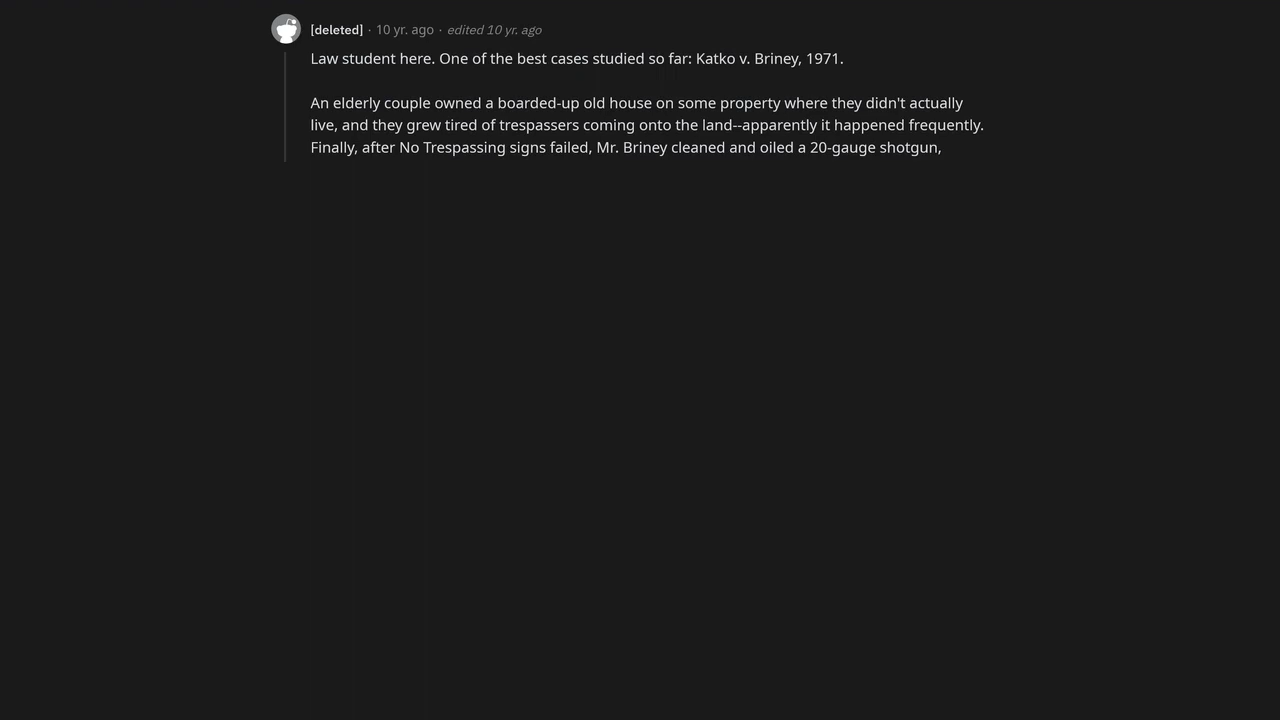 [deleted] · 10 yr. ago · edited 10 yr. ago
Law student here. One of the best cases studied so far: Katko v. Briney, 1971.
An elderly couple owned a boarded-up old house on some property where they didn't actually
live, and they grew tired of trespassers coming onto the land--apparently it happened frequently.
Finally, after No Trespassing signs failed, Mr. Briney cleaned and oiled a 20-gauge shotgun,